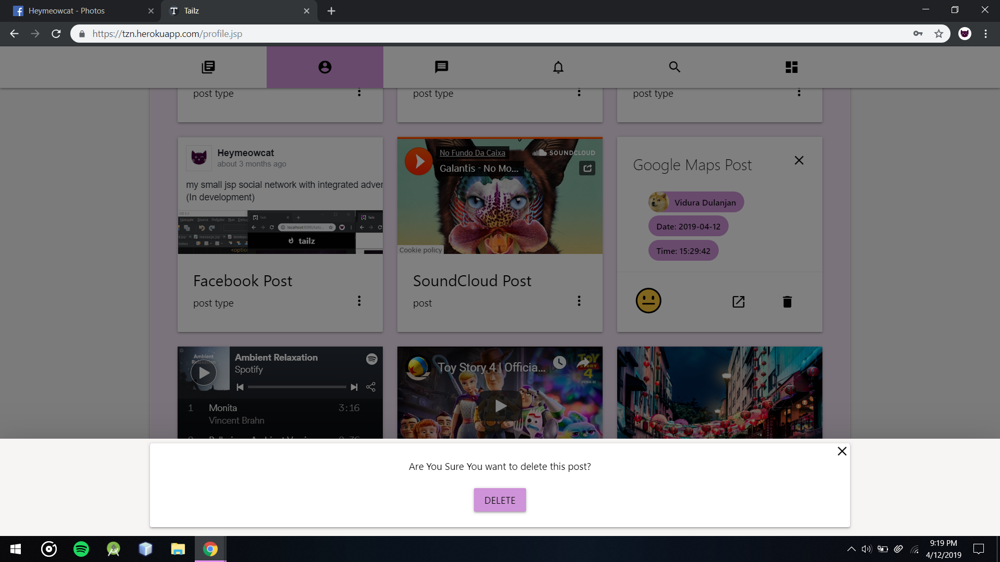 Heymeowcat - Photos
Tailz
https://tzn.herokuapp.com/profile.jsp
post type
post type
post type
Heymeowcat
about 3 months ago
my small jsp social network with integrated adver
(In development)
tailz
Facebook Post
post type
No Fundo Da Caixa
SOUNDCLOUD
Galantis - No Mo...
Cookie policy
SoundCloud Post
post
Google Maps Post
Vidura Dulanjan
Date: 2019-04-12
Time: 15:29:42
Ambient Relaxation
Spotify
1 Monita 3:16
Vincent Brahn
Toy Story 4 | Officia...
TOY STORY 4
JUNE 21
Are You Sure You want to delete this post?
DELETE
9:19 PM
4/12/2019